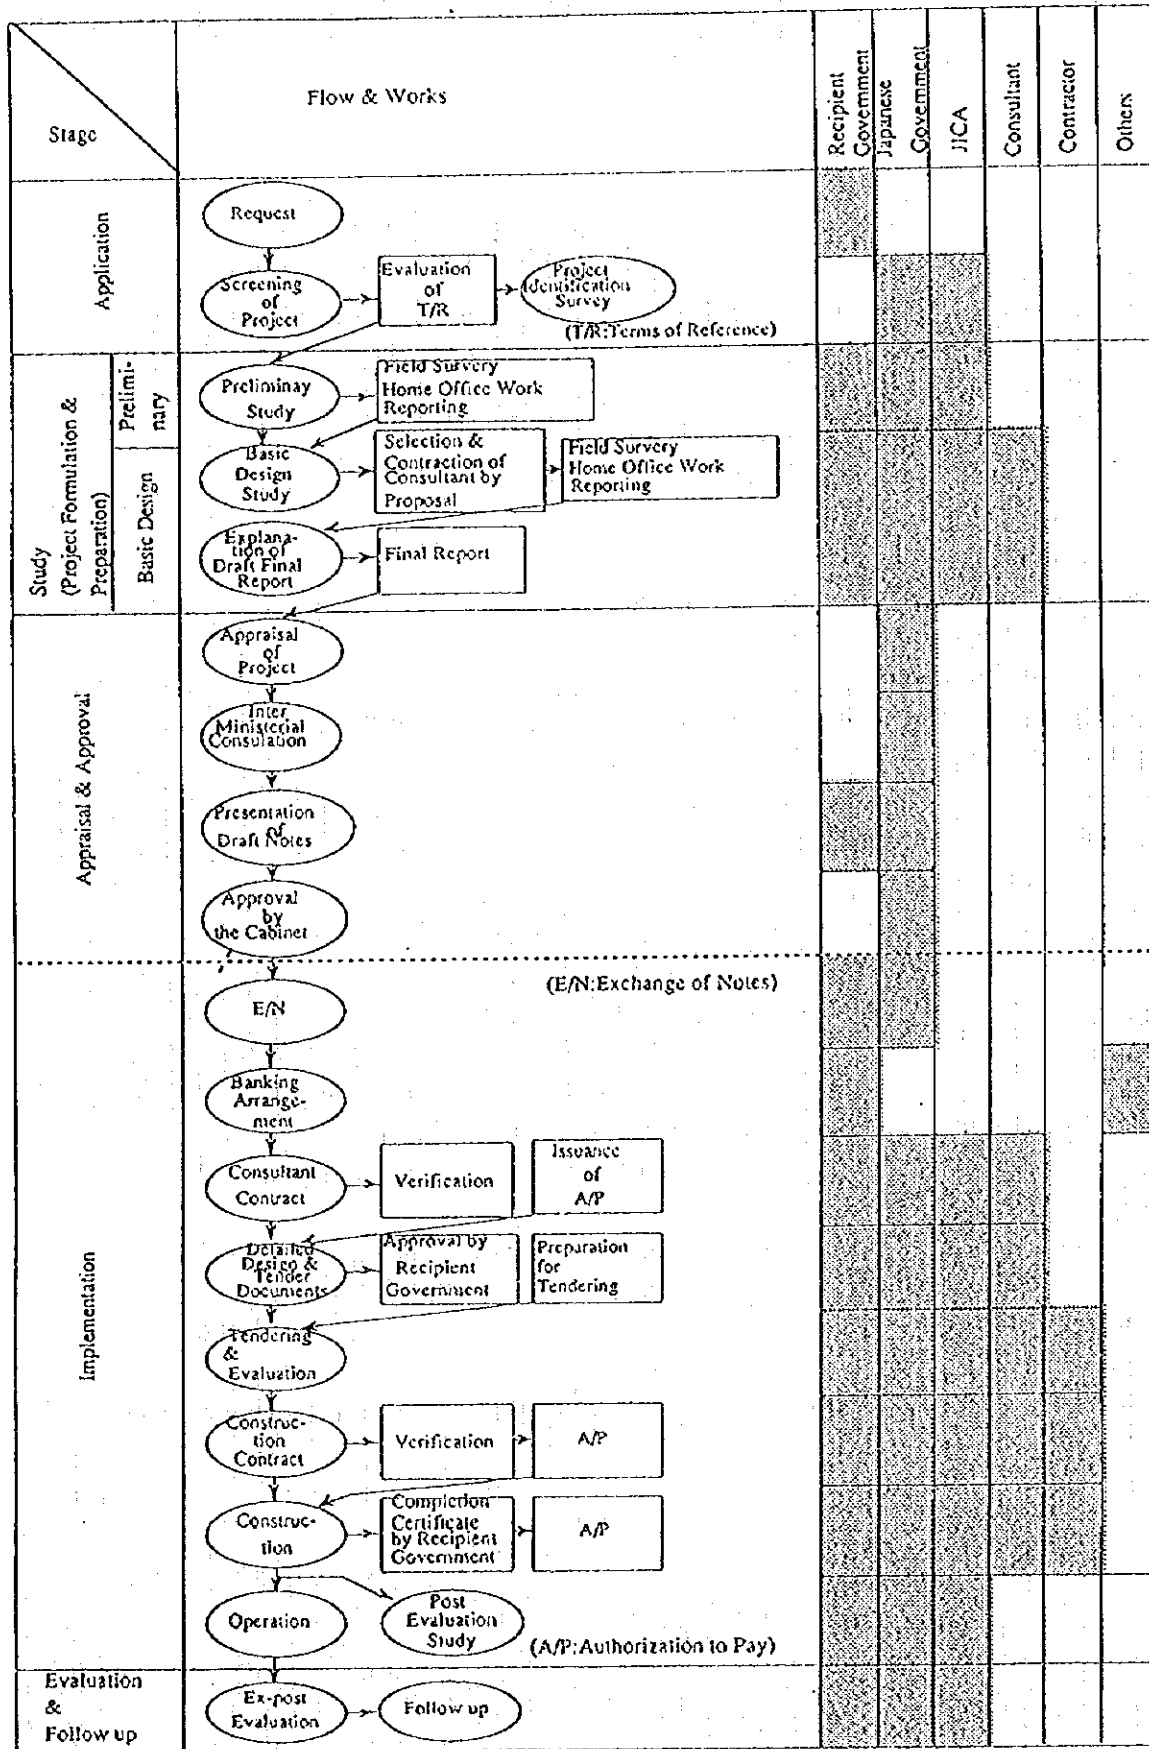 Stage
Flow & Works
Recipient
Government
Japanese
Government
JICA
Consultant
Contractor
Others
Application
Request
Screening
of
Project
Evaluation
of
T/R
Project
Identification
Survey
(T/R:Terms of Reference)
Study
(Project Formulation &
Preparation)
Prelimi-
nary
Preliminay
Study
Field Survery
Home Office Work
Reporting
Basic Design
Basic
Design
Study
Selection &
Contraction of
Consultant by
Proposal
Field Survery
Home Office Work
Reporting
Explana-
tion of
Draft Final
Report
Final Report
Appraisal & Approval
Appraisal
of
Project
Inter
Ministerial
Consulation
Presentation
of
Draft Notes
Approval
by
the Cabinet
Implementation
E/N
(E/N:Exchange of Notes)
Banking
Arrange-
ment
Consultant
Contract
Verification
Issuance
of
A/P
Detailed
Design &
Tender
Documents
Approval by
Recipient
Government
Preparation
for
Tendering
Tendering
&
Evaluation
Construc-
tion
Contract
Verification
A/P
Construc-
tion
Completion
Certificate
by Recipient
Government
A/P
Operation
Post
Evaluation
Study
(A/P:Authorization to Pay)
Evaluation
&
Follow up
Ex-post
Evaluation
Follow up